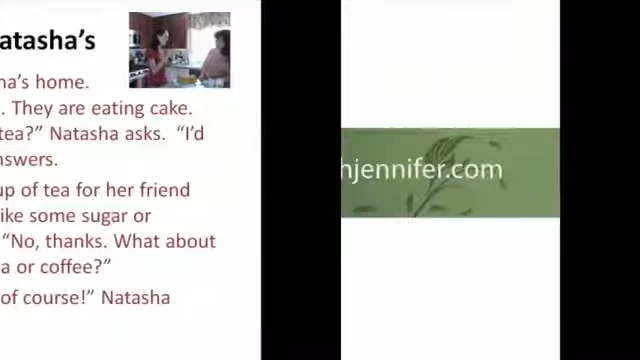 atasha's
na's home.
. They are eating cake.
tea?" Natasha asks. "I'd
nswers.
up of tea for her friend
ike some sugar or
"No, thanks. What about
a or coffee?"
of course!" Natasha
hjennifer.com